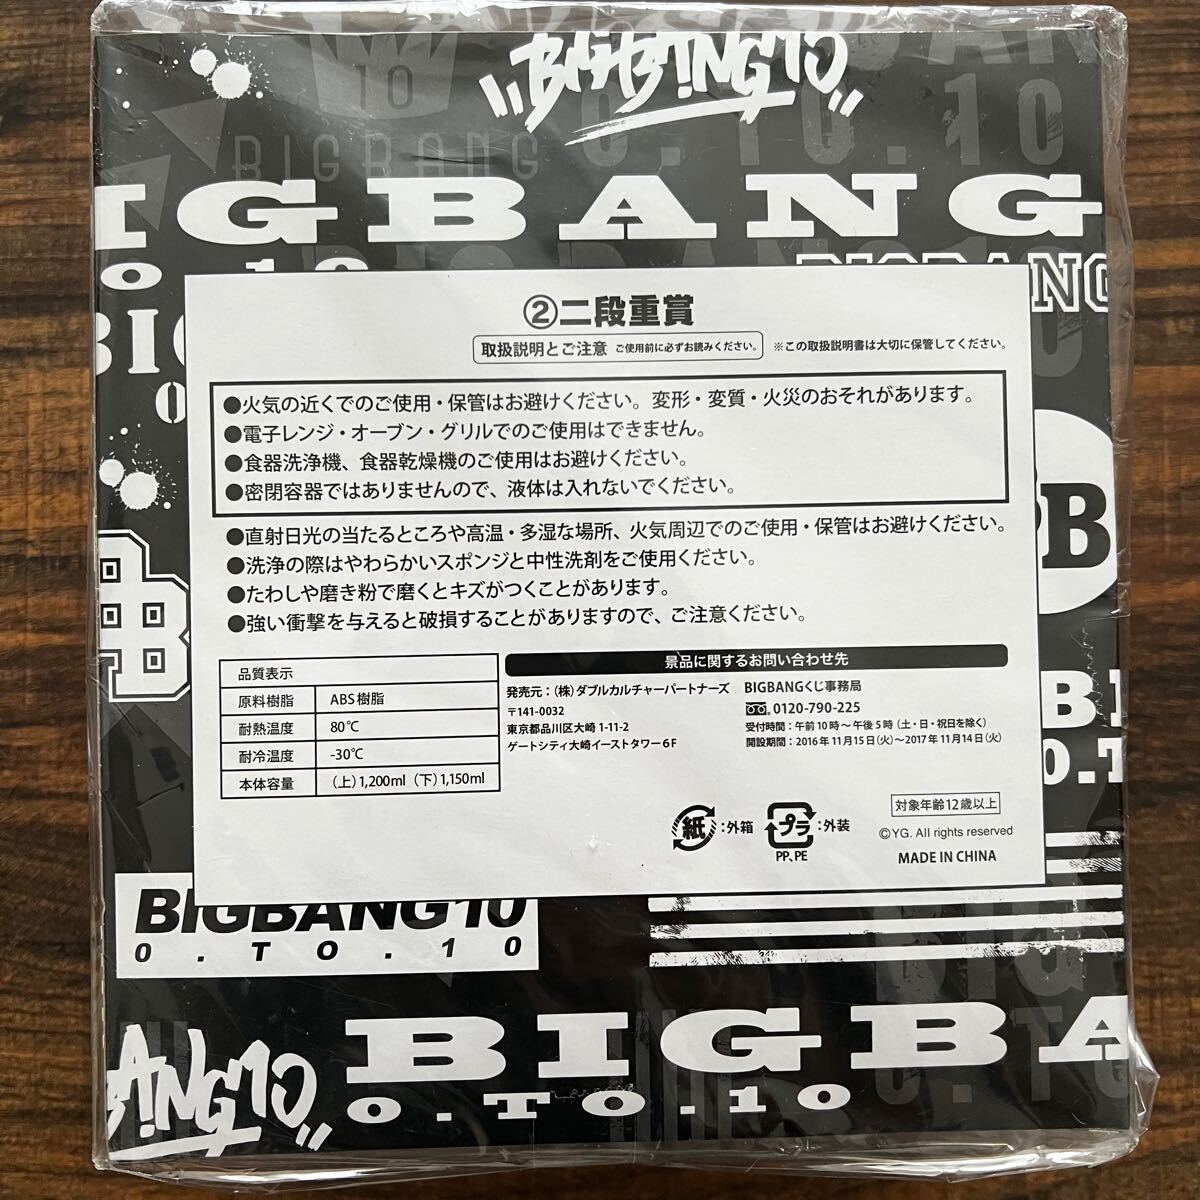 "BIGBANG10"
10
BIGBANG
0.TO.10
BIGBANG
②二段重賞
取扱説明とご注意 ご使用前に必ずお読みください。 ※この取扱説明書は大切に保管してください。
●火気の近くでのご使用・保管はお避けください。変形・変質・火災のおそれがあります。
●電子レンジ・オーブン・グリルでのご使用はできません。
●食器洗浄機、食器乾燥機のご使用はお避けください。
●密閉容器ではありませんので、液体は入れないでください。
●直射日光の当たるところや高温・多湿な場所、火気周辺でのご使用・保管はお避けください。
●洗浄の際はやわらかいスポンジと中性洗剤をご使用ください。
●たわしや磨き粉で磨くとキズがつくことがあります。
●強い衝撃を与えると破損することがありますので、ご注意ください。
品質表示
原料樹脂 ABS樹脂
耐熱温度 80℃
耐冷温度 -30℃
本体容量 （上）1,200ml（下）1,150ml
景品に関するお問い合わせ先
発売元：（株）ダブルカルチャーパートナーズ
〒141-0032
東京都品川区大崎 1-11-2
ゲートシティ大崎イーストタワー6F
BIGBANGくじ事務局
0120-790-225
受付時間：午前10時～午後5時（土・日・祝日を除く）
開設期間：2016年11月15日（火）～2017年11月14日（火）
紙：外箱
プラ：外装
PP, PE
対象年齢12歳以上
©YG. All rights reserved
MADE IN CHINA
BIGBANG10
0.TO.10
BIGBA
0.TO.10
BANG10"